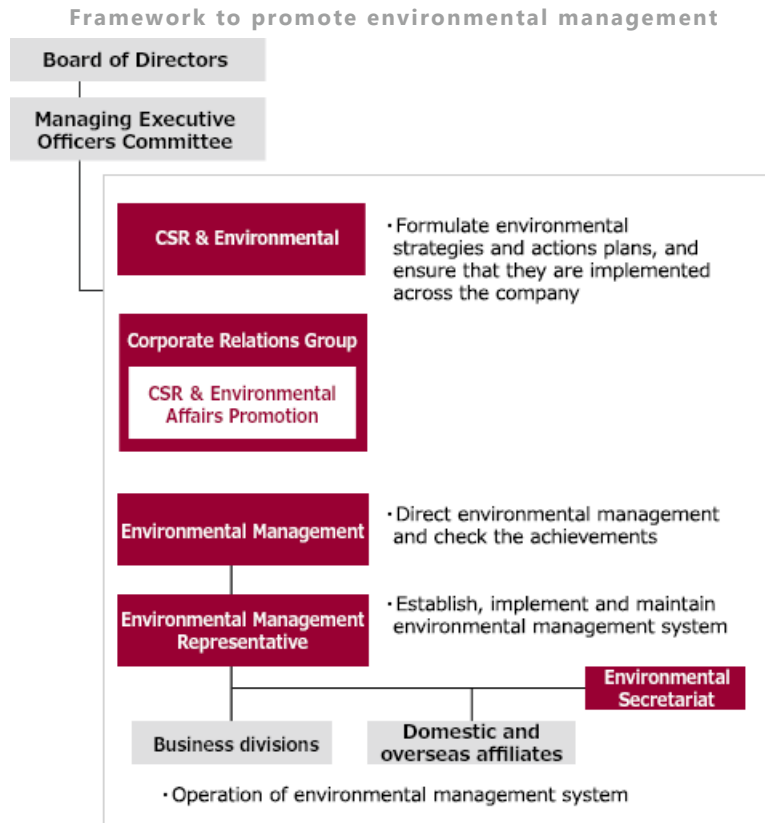 Framework to promote environmental management
Board of Directors
Managing Executive
Officers Committee
CSR & Environmental
・Formulate environmental
strategies and actions plans, and
ensure that they are implemented
across the company
Corporate Relations Group
CSR & Environmental
Affairs Promotion
Environmental Management
・Direct environmental management
and check the achievements
Environmental Management
Representative
・Establish, implement and maintain
environmental management system
Environmental
Secretariat
Business divisions
Domestic and
overseas affiliates
・Operation of environmental management system